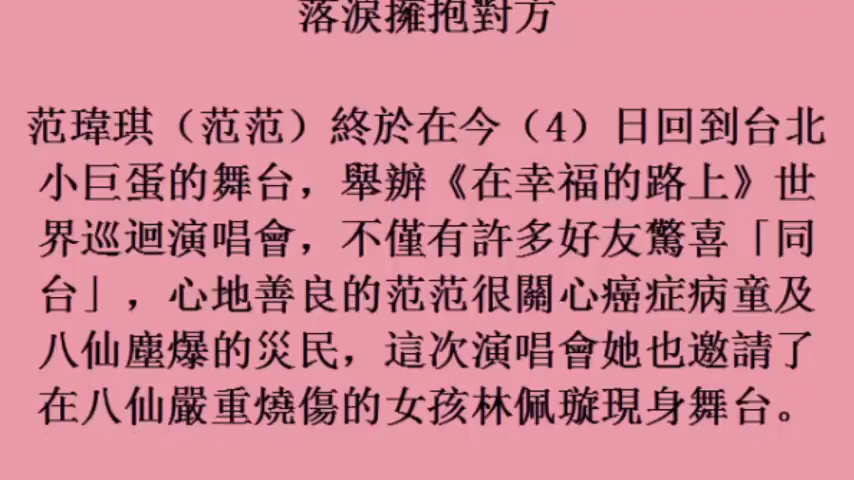 落淚擁抱對方
范瑋琪（范范）終於在今（4）日回到台北
小巨蛋的舞台，舉辦《在幸福的路上》世
界巡迴演唱會，不僅有許多好友驚喜「同
台」，心地善良的范范很關心癌症病童及
八仙塵爆的災民，這次演唱會她也邀請了
在八仙嚴重燒傷的女孩林佩璇現身舞台。